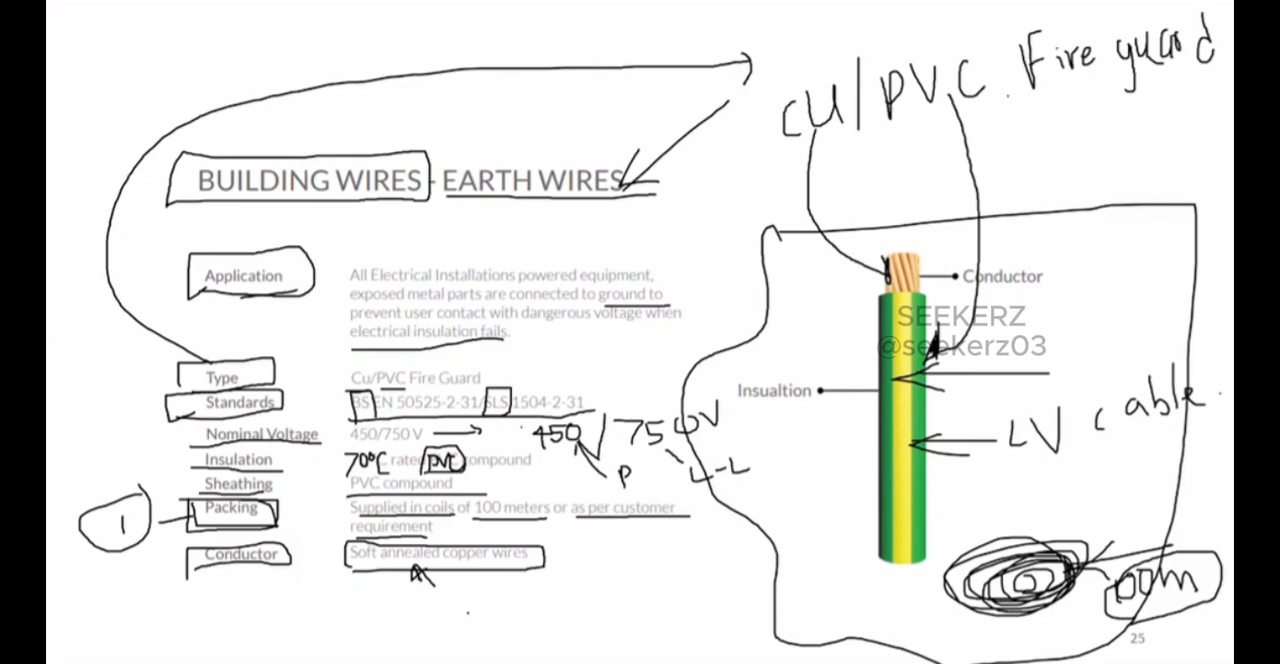 CU/PVC. Fire guard
BUILDING WIRES - EARTH WIRES
Application All Electrical Installations powered equipment,
exposed metal parts are connected to ground to
prevent user contact with dangerous voltage when
electrical insulation fails.
Type Cu/PVC Fire Guard
Standards BS EN 50525-2-31/SLS 1504-2-31
Nominal Voltage 450/750 V 450/750V
Insulation 70°C rated PVC compound
P L-L
Sheathing PVC compound
Packing Supplied in coils of 100 meters or as per customer
requirement
1
Conductor Soft annealed copper wires
Conductor
SEEKERZ
@seekerz03
Insualtion
LV cable.
100m
25